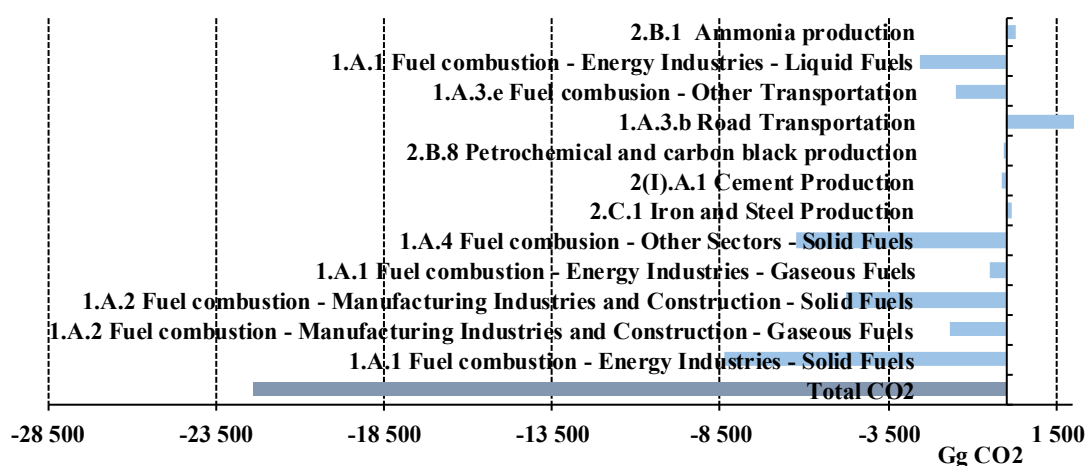 2.B.1 Ammonia production
1.A.1 Fuel combustion - Energy Industries - Liquid Fuels
1.A.3.e Fuel combusion - Other Transportation
1.A.3.b Road Transportation
2.B.8 Petrochemical and carbon black production
2(I).A.1 Cement Production
2.C.1 Iron and Steel Production
1.A.4 Fuel combusion - Other Sectors - Solid Fuels
1.A.1 Fuel combustion - Energy Industries - Gaseous Fuels
1.A.2 Fuel combustion - Manufacturing Industries and Construction - Solid Fuels
1.A.2 Fuel combustion - Manufacturing Industries and Construction - Gaseous Fuels
1.A.1 Fuel combustion - Energy Industries - Solid Fuels
Total CO2
-28 500 -23 500 -18 500 -13 500 -8 500 -3 500 1 500
Gg CO2